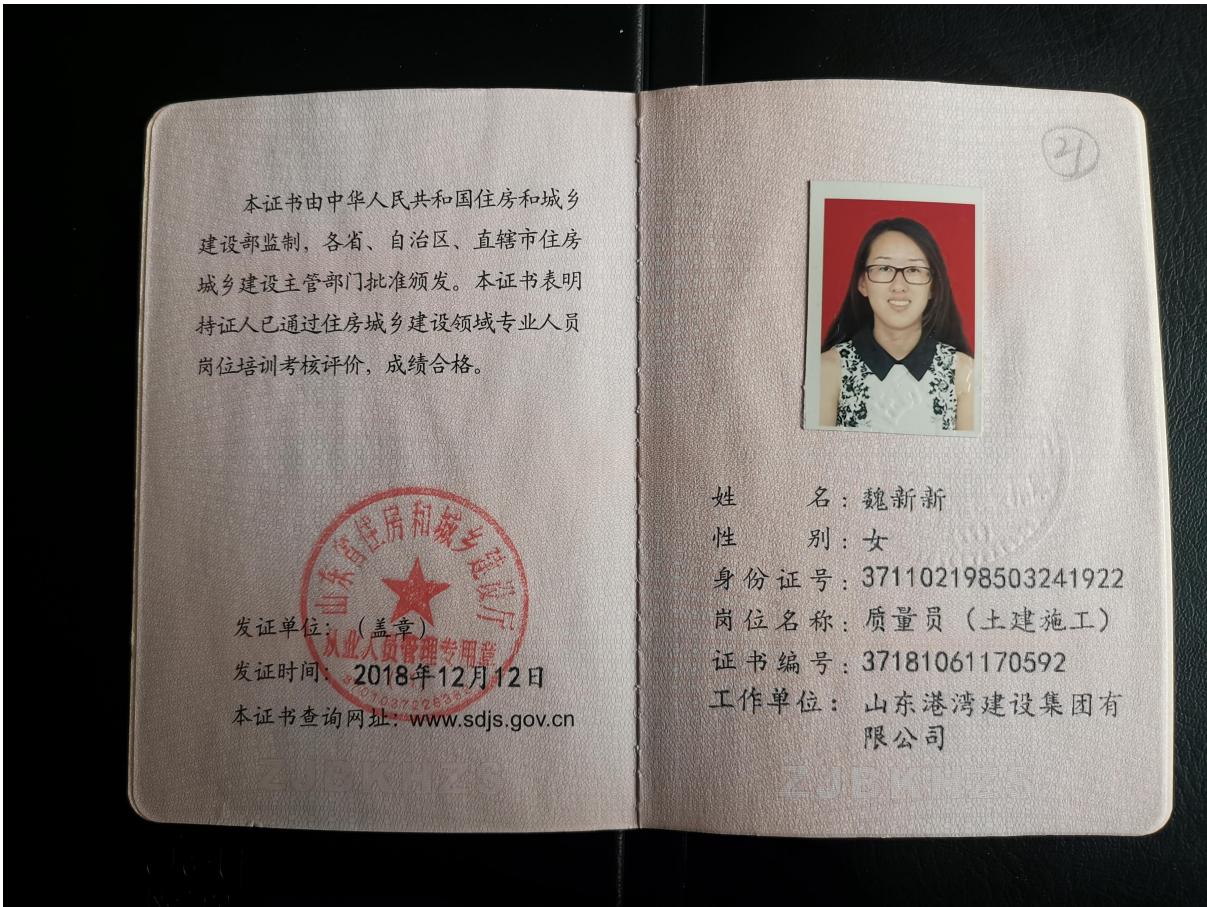 本证书由中华人民共和国住房和城乡
建设部监制，各省、自治区、直辖市住房
城乡建设主管部门批准颁发。本证书表明
持证人已通过住房城乡建设领域专业人员
岗位培训考核评价，成绩合格。
山东省住房和城乡建设厅
从业人员管理专用章
发证单位：（盖章）
发证时间：2018年12月12日
本证书查询网址：www.sdjs.gov.cn
ZJBKHZS
21
姓名：魏新新
性别：女
身份证号：371102198503241922
岗位名称：质量员（土建施工）
证书编号：37181061170592
工作单位：山东港湾建设集团有
限公司
ZJBKHZS